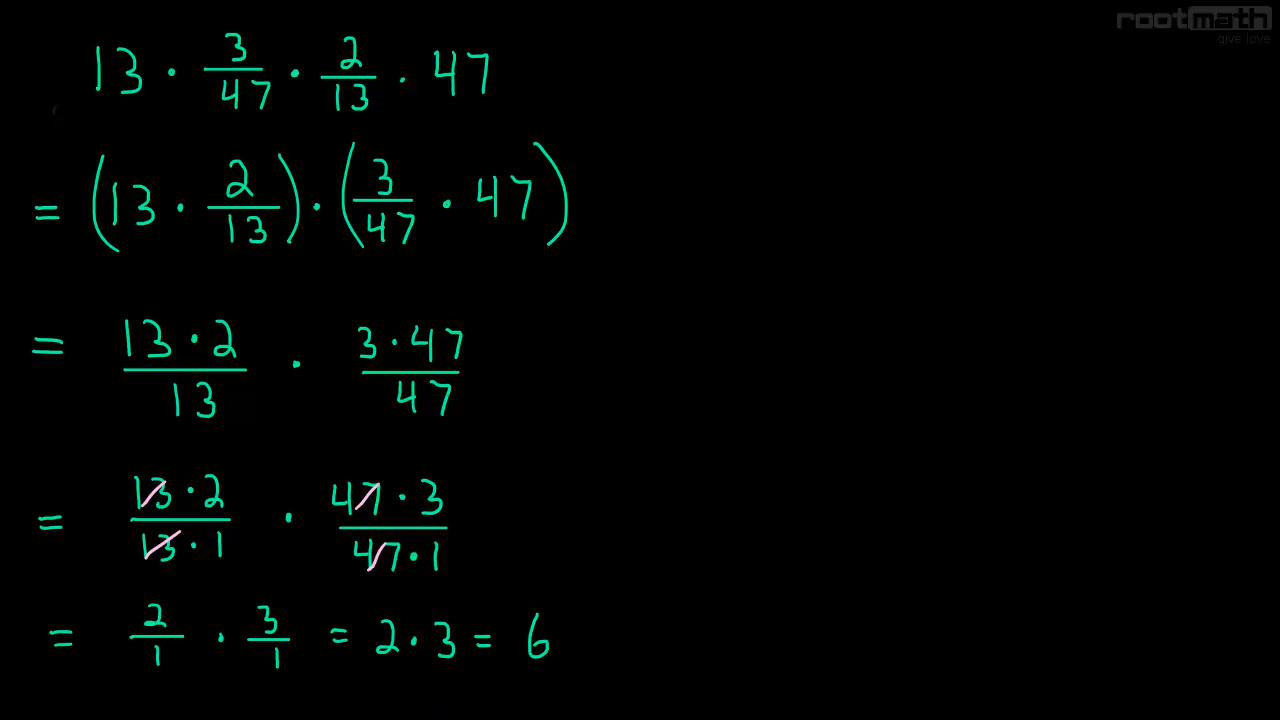 rootmath
give love
13 · 3/47 · 2/13 · 47
= (13 · 2/13) · (3/47 · 47)
= 13 · 2/13 · 3 · 47/47
= 13 · 2/13 · 1 · 47 · 3/47 · 1
= 2/1 · 3/1 = 2 · 3 = 6